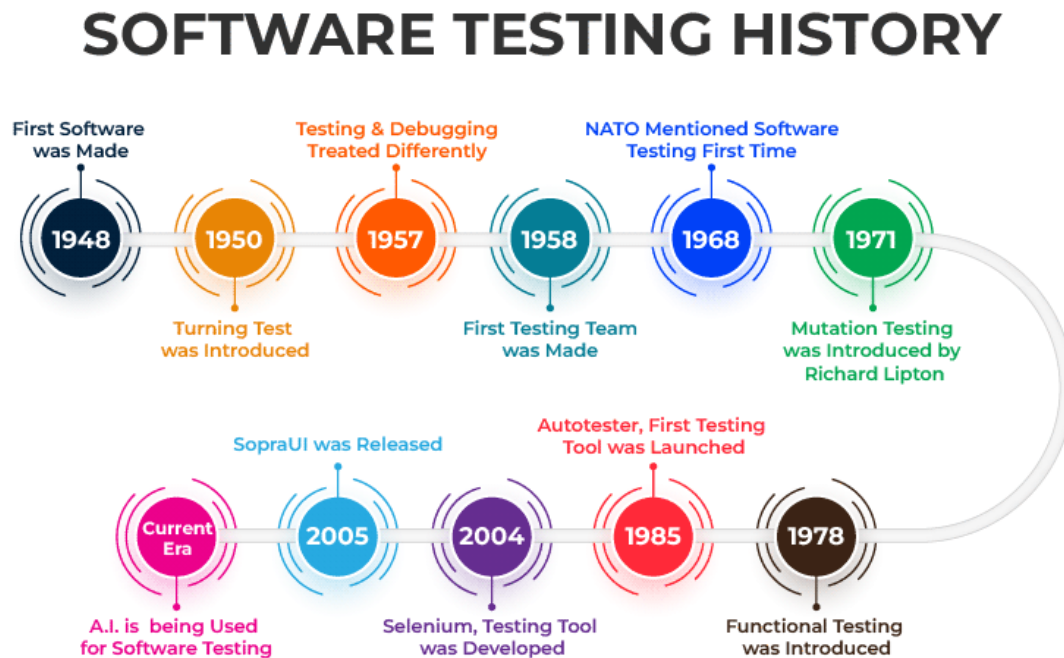 SOFTWARE TESTING HISTORY
First Software
was Made
Testing & Debugging
Treated Differently
NATO Mentioned Software
Testing First Time
1948
1950
1957
1958
1968
1971
Turning Test
was Introduced
First Testing Team
was Made
Mutation Testing
was Introduced by
Richard Lipton
SopraUI was Released
Autotester, First Testing
Tool was Launched
Current
Era
2005
2004
1985
1978
A.I. is being Used
for Software Testing
Selenium, Testing Tool
was Developed
Functional Testing
was Introduced